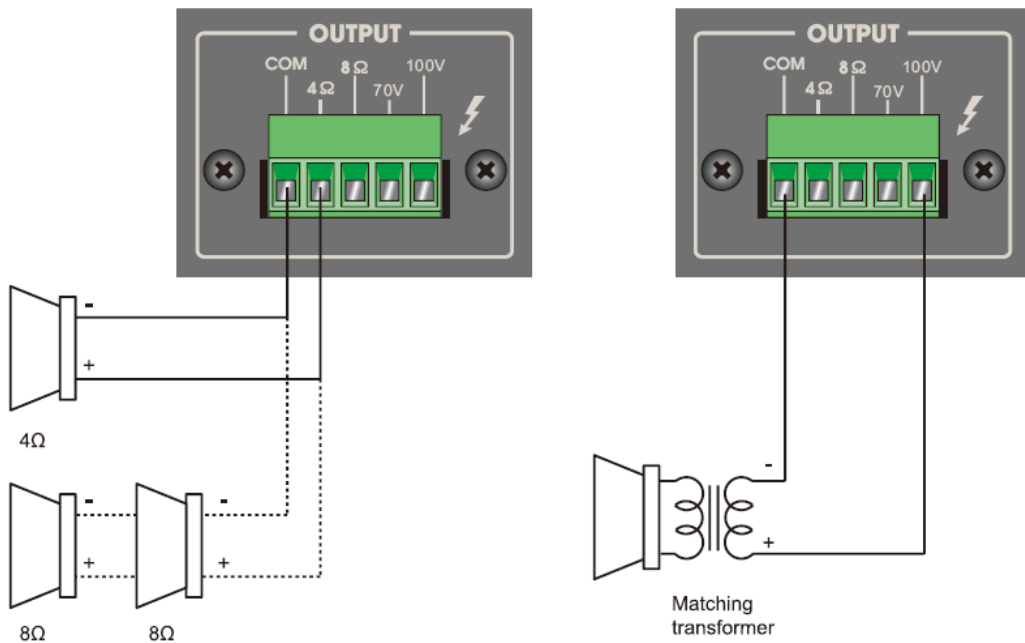 OUTPUT
COM 4Ω 8Ω 70V 100V
-
+
4Ω
- -
+ +
8Ω 8Ω
OUTPUT
COM 4Ω 8Ω 70V 100V
-
+
Matching
transformer